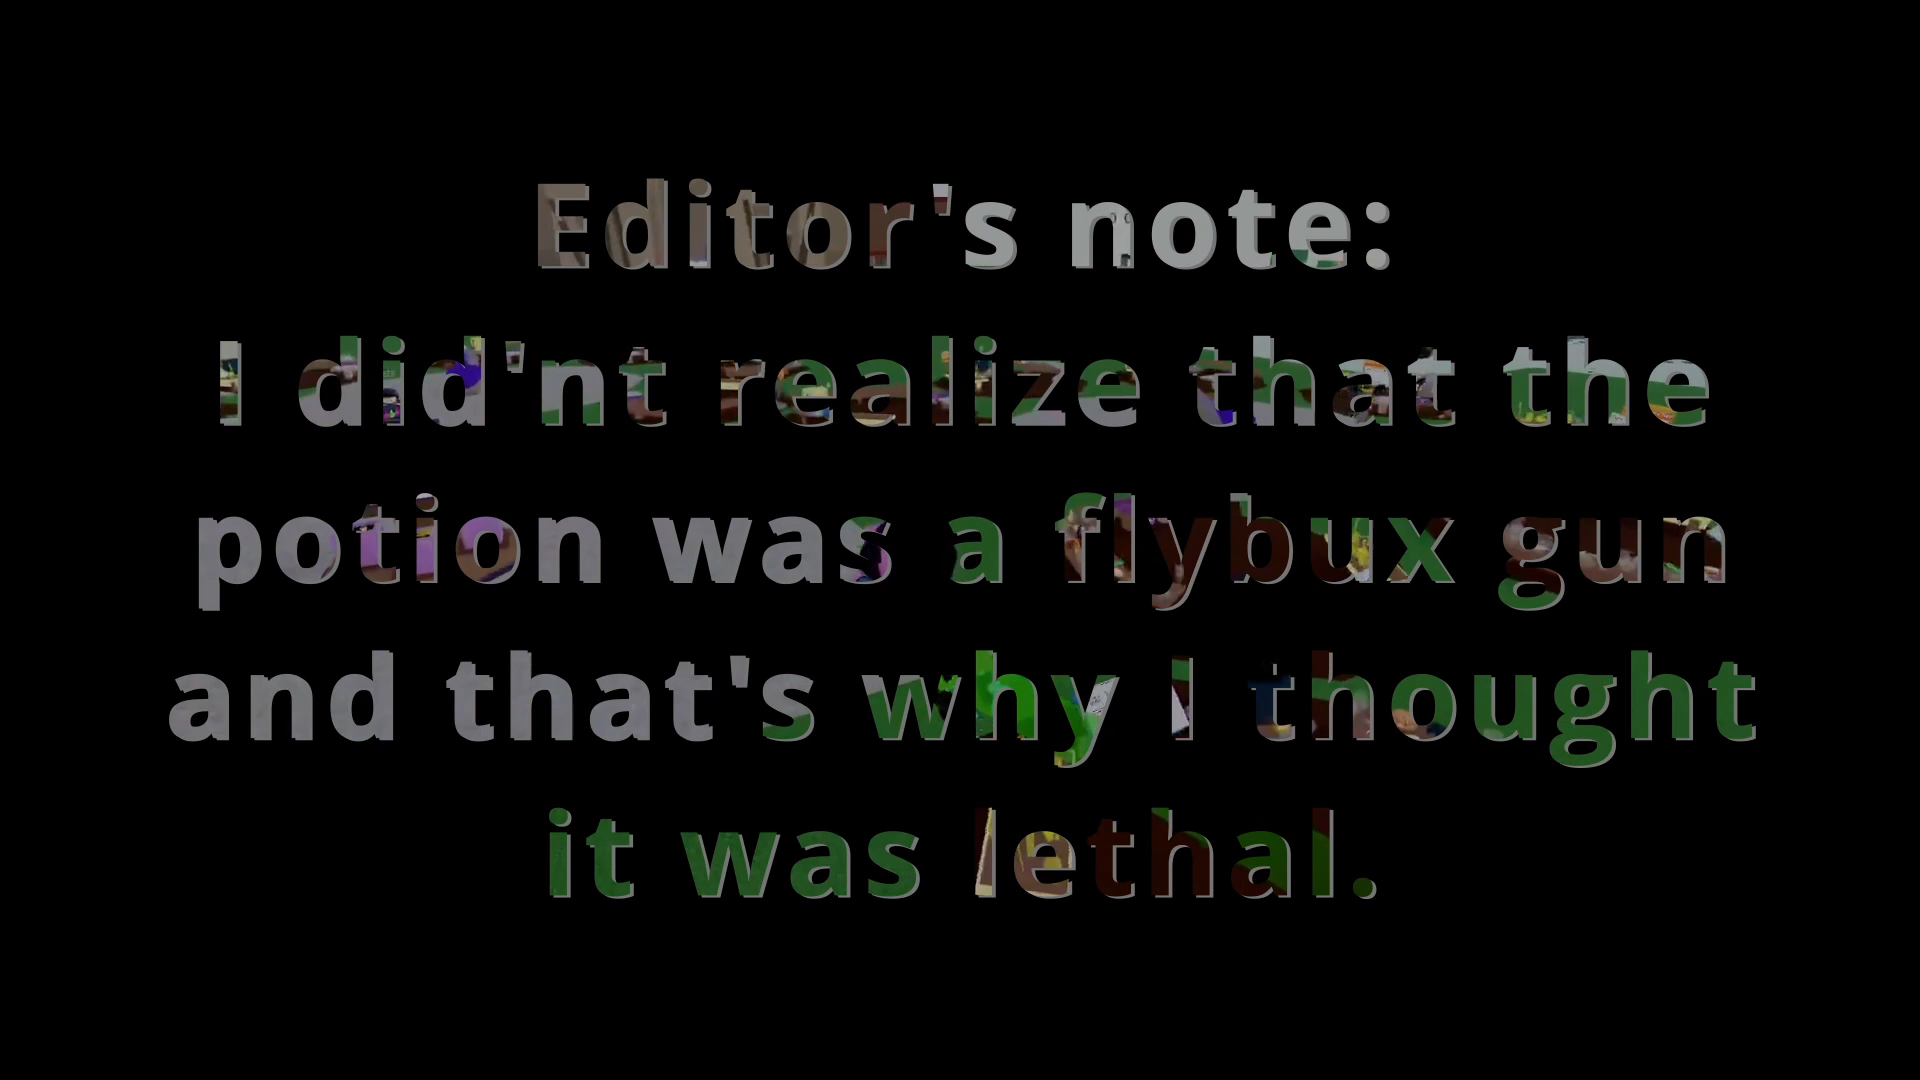 Editor's note:
I did'nt realize that the
potion was a flybux gun
and that's why I thought
it was lethal.